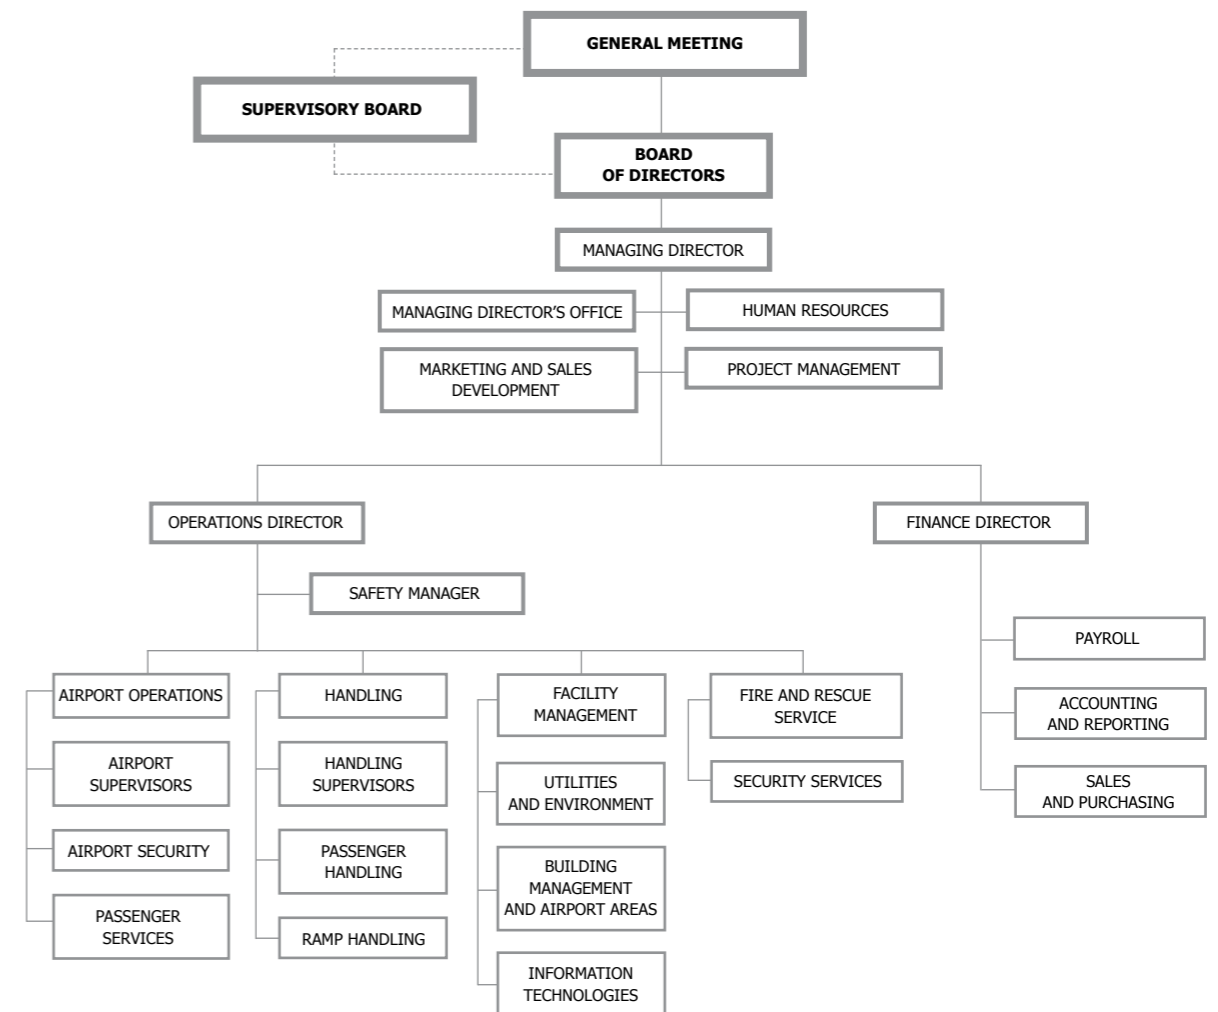 GENERAL MEETING
SUPERVISORY BOARD
BOARD
OF DIRECTORS
MANAGING DIRECTOR
MANAGING DIRECTOR’S OFFICE
HUMAN RESOURCES
MARKETING AND SALES
DEVELOPMENT
PROJECT MANAGEMENT
OPERATIONS DIRECTOR
FINANCE DIRECTOR
SAFETY MANAGER
AIRPORT OPERATIONS
AIRPORT
SUPERVISORS
AIRPORT SECURITY
PASSENGER
SERVICES
HANDLING
HANDLING
SUPERVISORS
PASSENGER
HANDLING
RAMP HANDLING
FACILITY
MANAGEMENT
UTILITIES
AND ENVIRONMENT
BUILDING
MANAGEMENT
AND AIRPORT AREAS
INFORMATION
TECHNOLOGIES
FIRE AND RESCUE
SERVICE
SECURITY SERVICES
PAYROLL
ACCOUNTING
AND REPORTING
SALES
AND PURCHASING